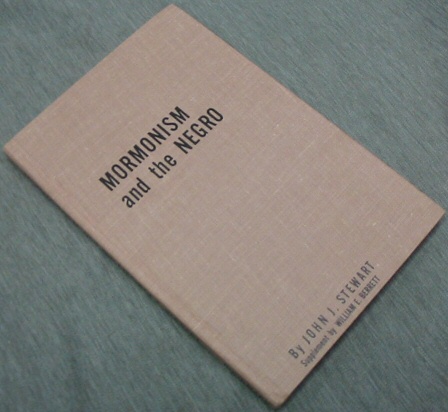 MORMONISM
and the NEGRO
By JOHN J. STEWART
Supplement by WILLIAM E. BERRETT